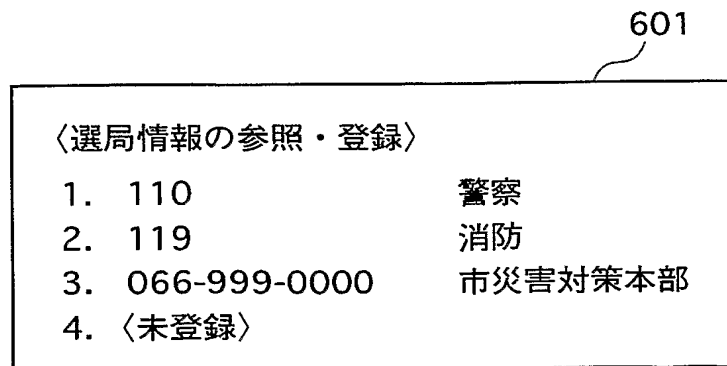 601
〈選局情報の参照・登録〉
1. 110 警察
2. 119 消防
3. 066-999-0000 市災害対策本部
4. 〈未登録〉